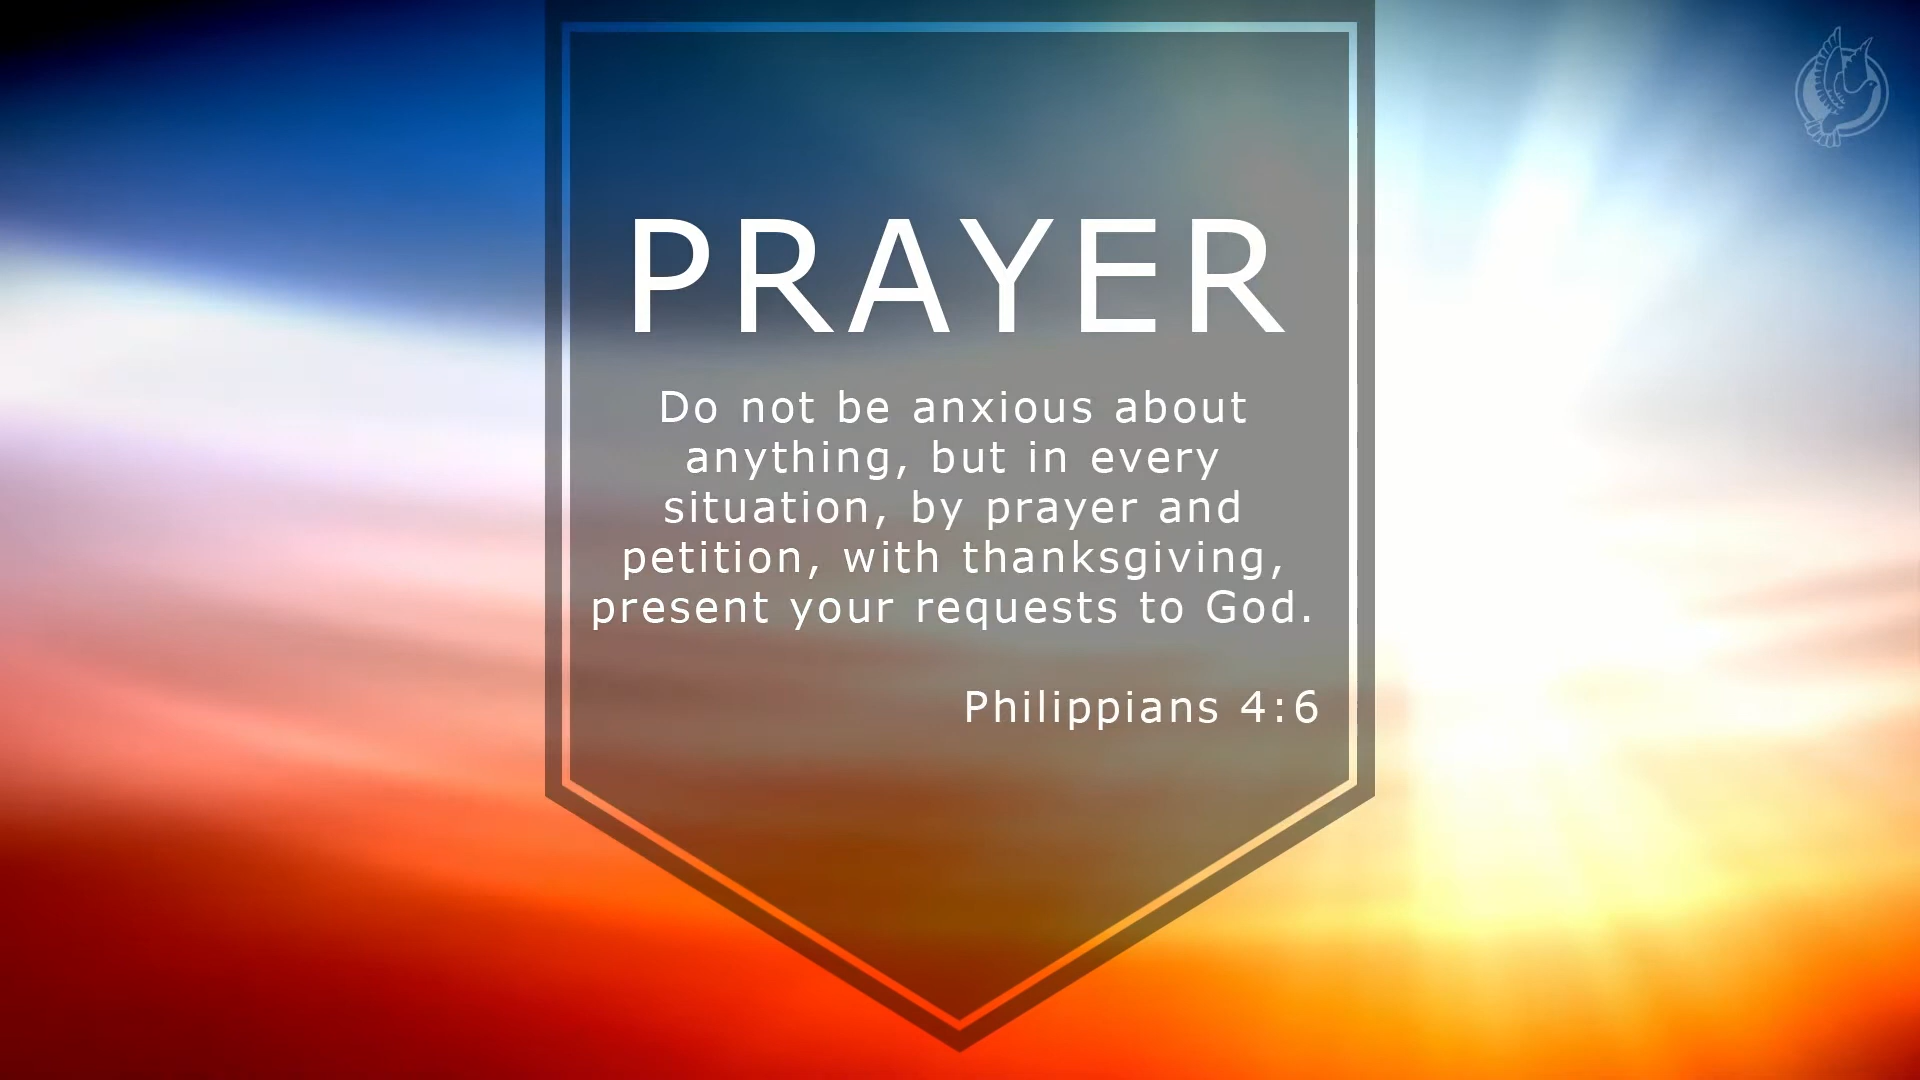 PRAYER
Do not be anxious about
anything, but in every
situation, by prayer and
petition, with thanksgiving,
present your requests to God.
Philippians 4:6